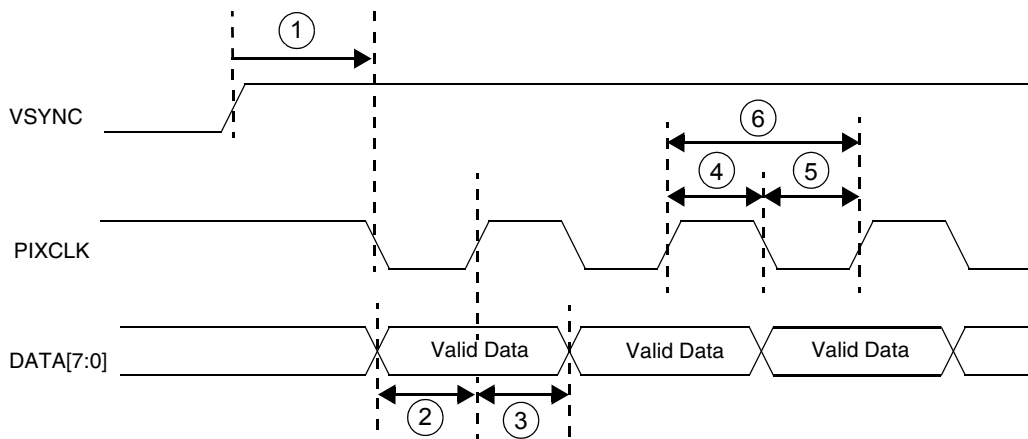 1
VSYNC
6
4 5
PIXCLK
DATA[7:0] Valid Data Valid Data Valid Data
2 3